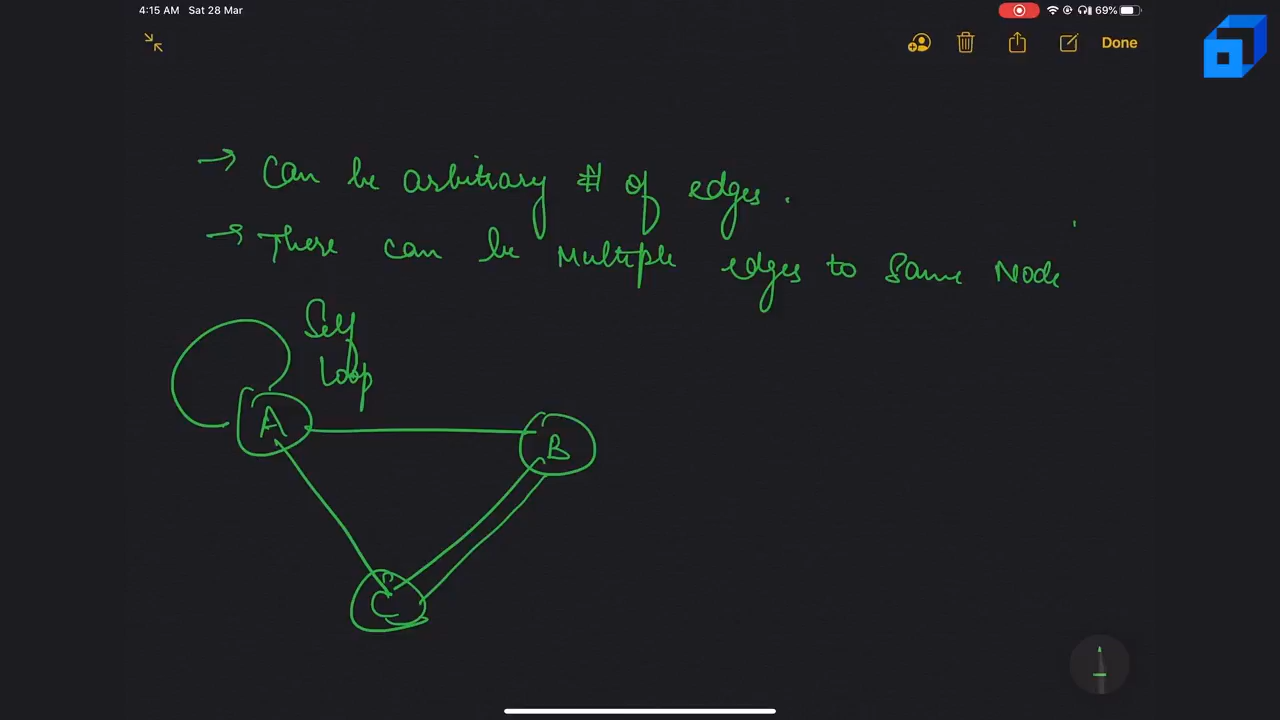 4:15 AM Sat 28 Mar
69%
Done
→ Can be arbitrary # of edges.
→ There can be Multiple edges to Same Node
Self
Loop
A
B
C